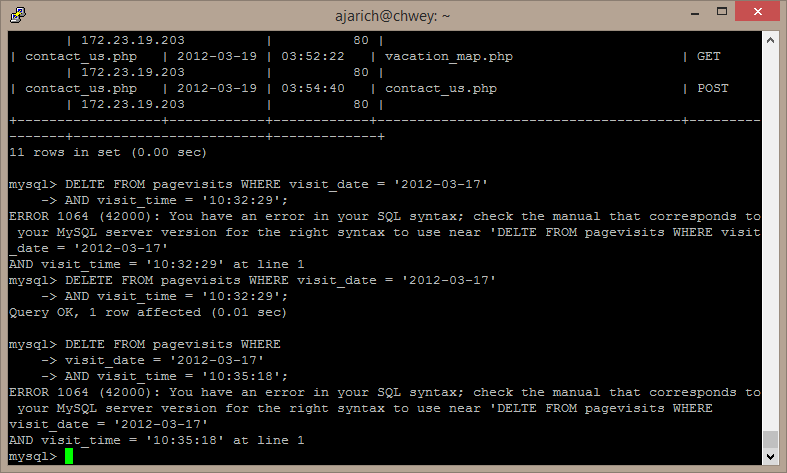 ajarich@chwey: ~
| 172.23.19.203 | 80 |
| contact_us.php | 2012-03-19 | 03:52:22 | vacation_map.php | GET
| 172.23.19.203 | 80 |
| contact_us.php | 2012-03-19 | 03:54:40 | contact_us.php | POST
| 172.23.19.203 | 80 |
+------------------+------------+------------+--------------------------------------+---------
-------+------------------------+-------------+
11 rows in set (0.00 sec)
mysql> DELTE FROM pagevisits WHERE visit_date = '2012-03-17'
-> AND visit_time = '10:32:29';
ERROR 1064 (42000): You have an error in your SQL syntax; check the manual that corresponds to
your MySQL server version for the right syntax to use near 'DELTE FROM pagevisits WHERE visit
_date = '2012-03-17'
AND visit_time = '10:32:29' at line 1
mysql> DELETE FROM pagevisits WHERE visit_date = '2012-03-17'
-> AND visit_time = '10:32:29';
Query OK, 1 row affected (0.01 sec)
mysql> DELTE FROM pagevisits WHERE
-> visit_date = '2012-03-17'
-> AND visit_time = '10:35:18';
ERROR 1064 (42000): You have an error in your SQL syntax; check the manual that corresponds to
your MySQL server version for the right syntax to use near 'DELTE FROM pagevisits WHERE
visit_date = '2012-03-17'
AND visit_time = '10:35:18' at line 1
mysql>